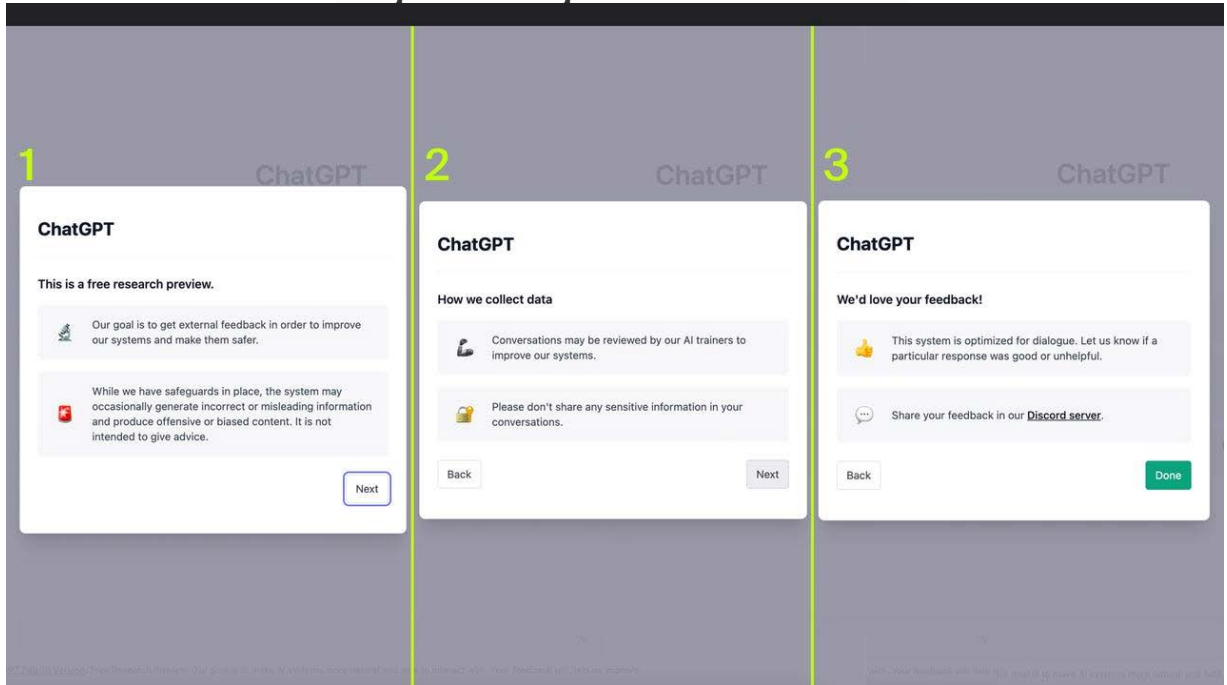 1
ChatGPT
ChatGPT
This is a free research preview.
Our goal is to get external feedback in order to improve
our systems and make them safer.
While we have safeguards in place, the system may
occasionally generate incorrect or misleading information
and produce offensive or biased content. It is not
intended to give advice.
Next
2
ChatGPT
ChatGPT
How we collect data
Conversations may be reviewed by our AI trainers to
improve our systems.
Please don't share any sensitive information in your
conversations.
Back
Next
3
ChatGPT
ChatGPT
We'd love your feedback!
This system is optimized for dialogue. Let us know if a
particular response was good or unhelpful.
Share your feedback in our Discord server.
Back
Done